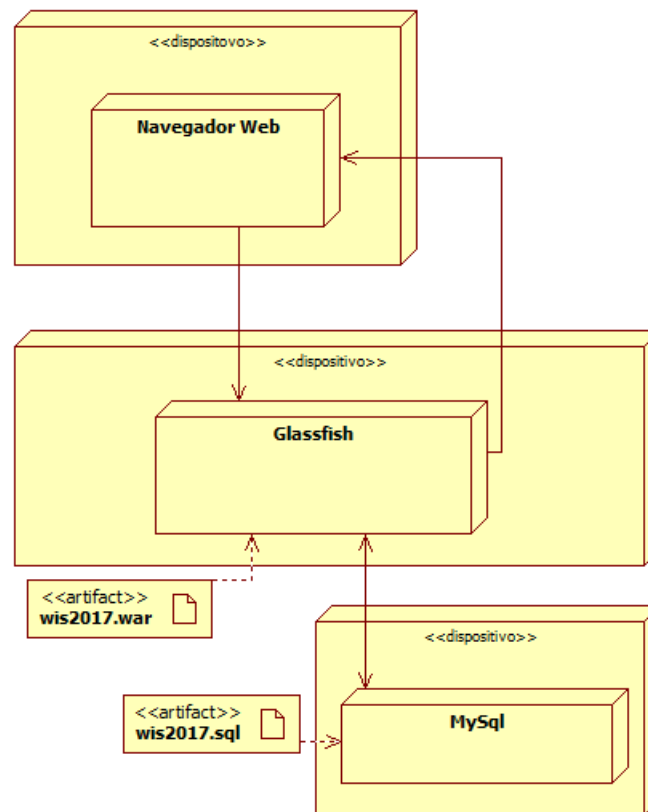 <<dispositovo>>
Navegador Web
<<dispositivo>>
Glassfish
<<artifact>>
wis2017.war
<<dispositivo>>
<<artifact>>
wis2017.sql
MySql